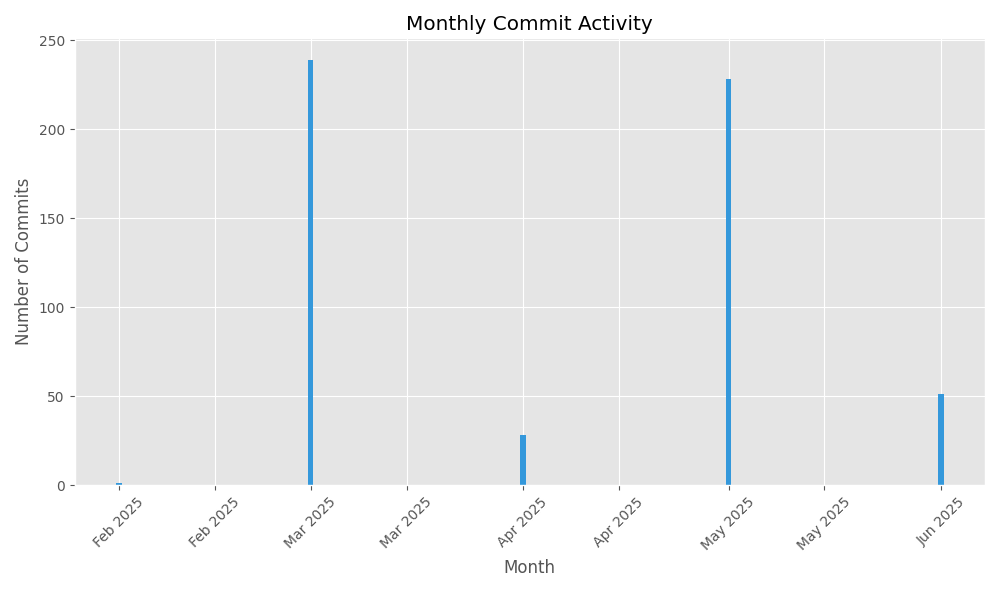 Monthly Commit Activity
Number of Commits
250
200
150
100
50
0
Feb 2025
Feb 2025
Mar 2025
Mar 2025
Apr 2025
Apr 2025
May 2025
May 2025
Jun 2025
Month